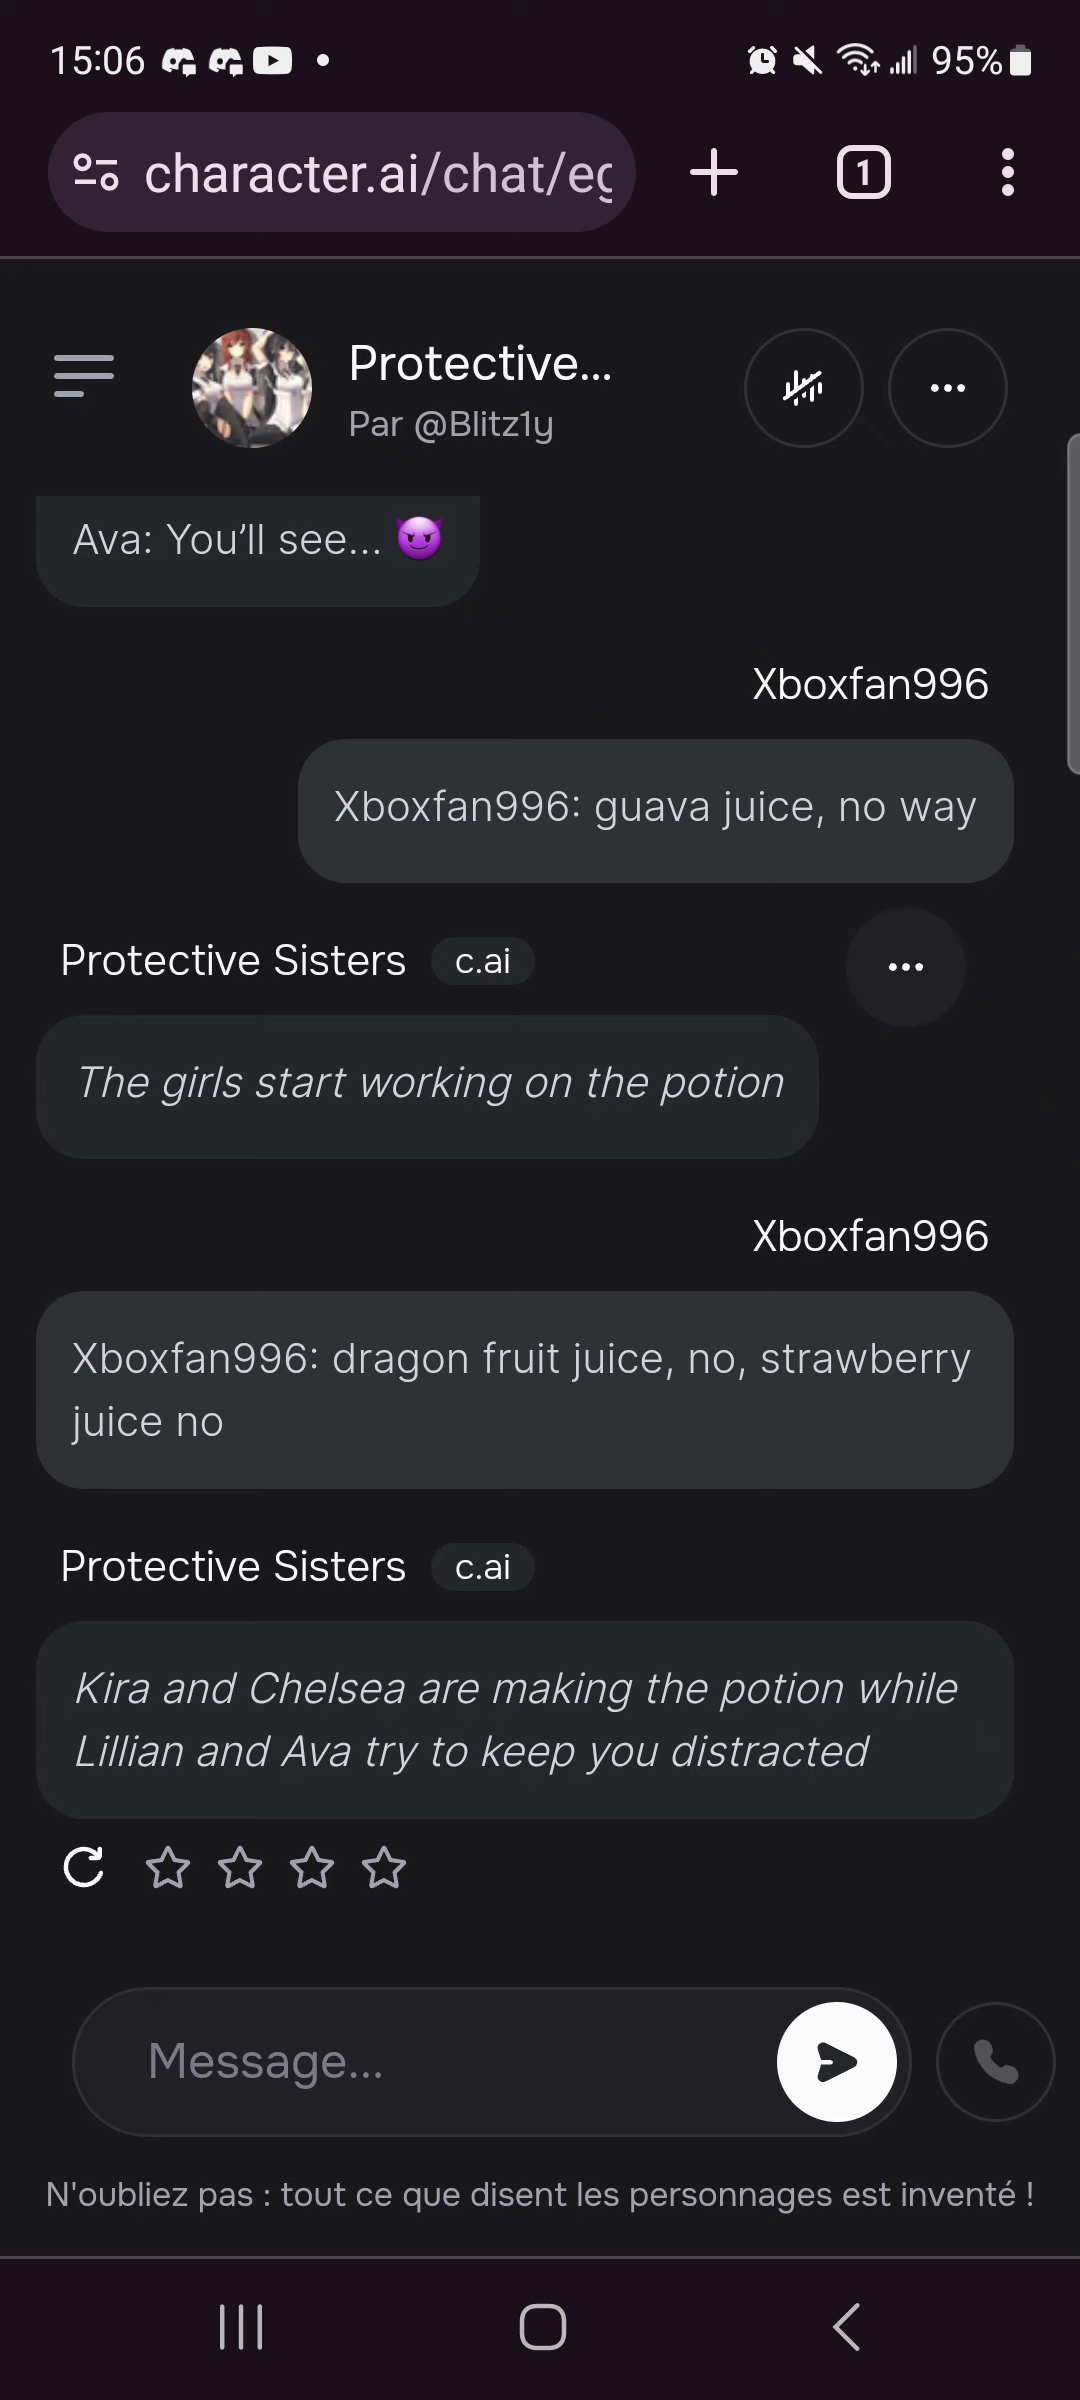 15:06
95%
character.ai/chat/eg
1
Protective...
Par @Blitz1y
Ava: You’ll see... 😈
Xboxfan996
Xboxfan996: guava juice, no way
Protective Sisters c.ai
The girls start working on the potion
Xboxfan996
Xboxfan996: dragon fruit juice, no, strawberry
juice no
Protective Sisters c.ai
Kira and Chelsea are making the potion while
Lillian and Ava try to keep you distracted
Message...
N'oubliez pas : tout ce que disent les personnages est inventé !